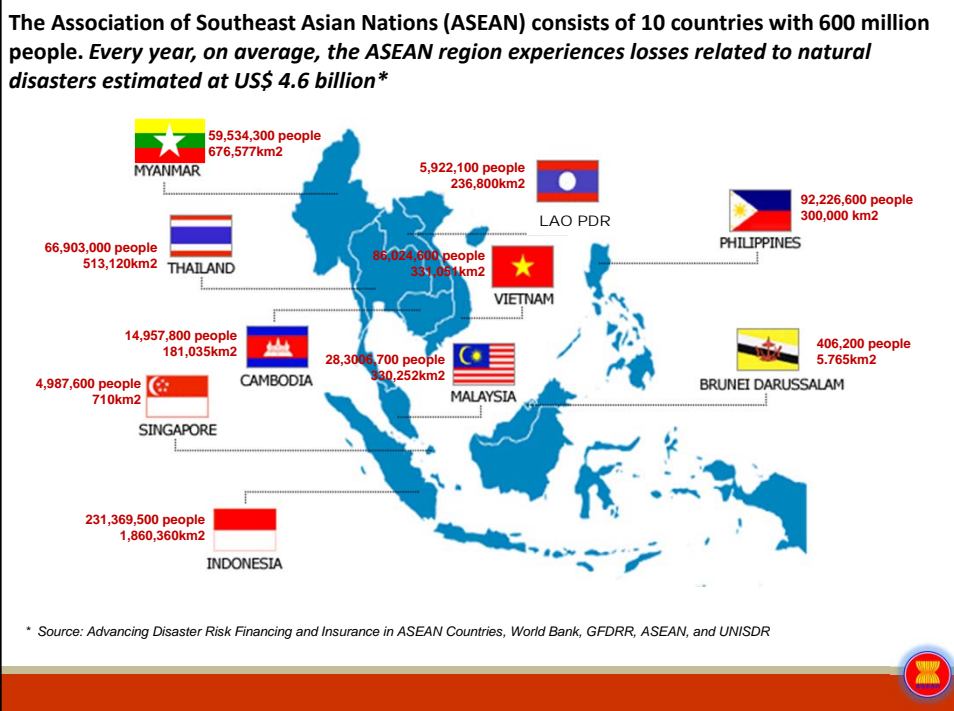 The Association of Southeast Asian Nations (ASEAN) consists of 10 countries with 600 million
people. Every year, on average, the ASEAN region experiences losses related to natural
disasters estimated at US$ 4.6 billion*
59,534,300 people
676,577km2
MYANMAR
5,922,100 people
236,800km2
LAO PDR
92,226,600 people
300,000 km2
PHILIPPINES
66,903,000 people
513,120km2
THAILAND
86,024,600 people
331,051km2
VIETNAM
14,957,800 people
181,035km2
CAMBODIA
28,3006,700 people
330,252km2
MALAYSIA
406,200 people
5.765km2
BRUNEI DARUSSALAM
4,987,600 people
710km2
SINGAPORE
231,369,500 people
1,860,360km2
INDONESIA
* Source: Advancing Disaster Risk Financing and Insurance in ASEAN Countries, World Bank, GFDRR, ASEAN, and UNISDR